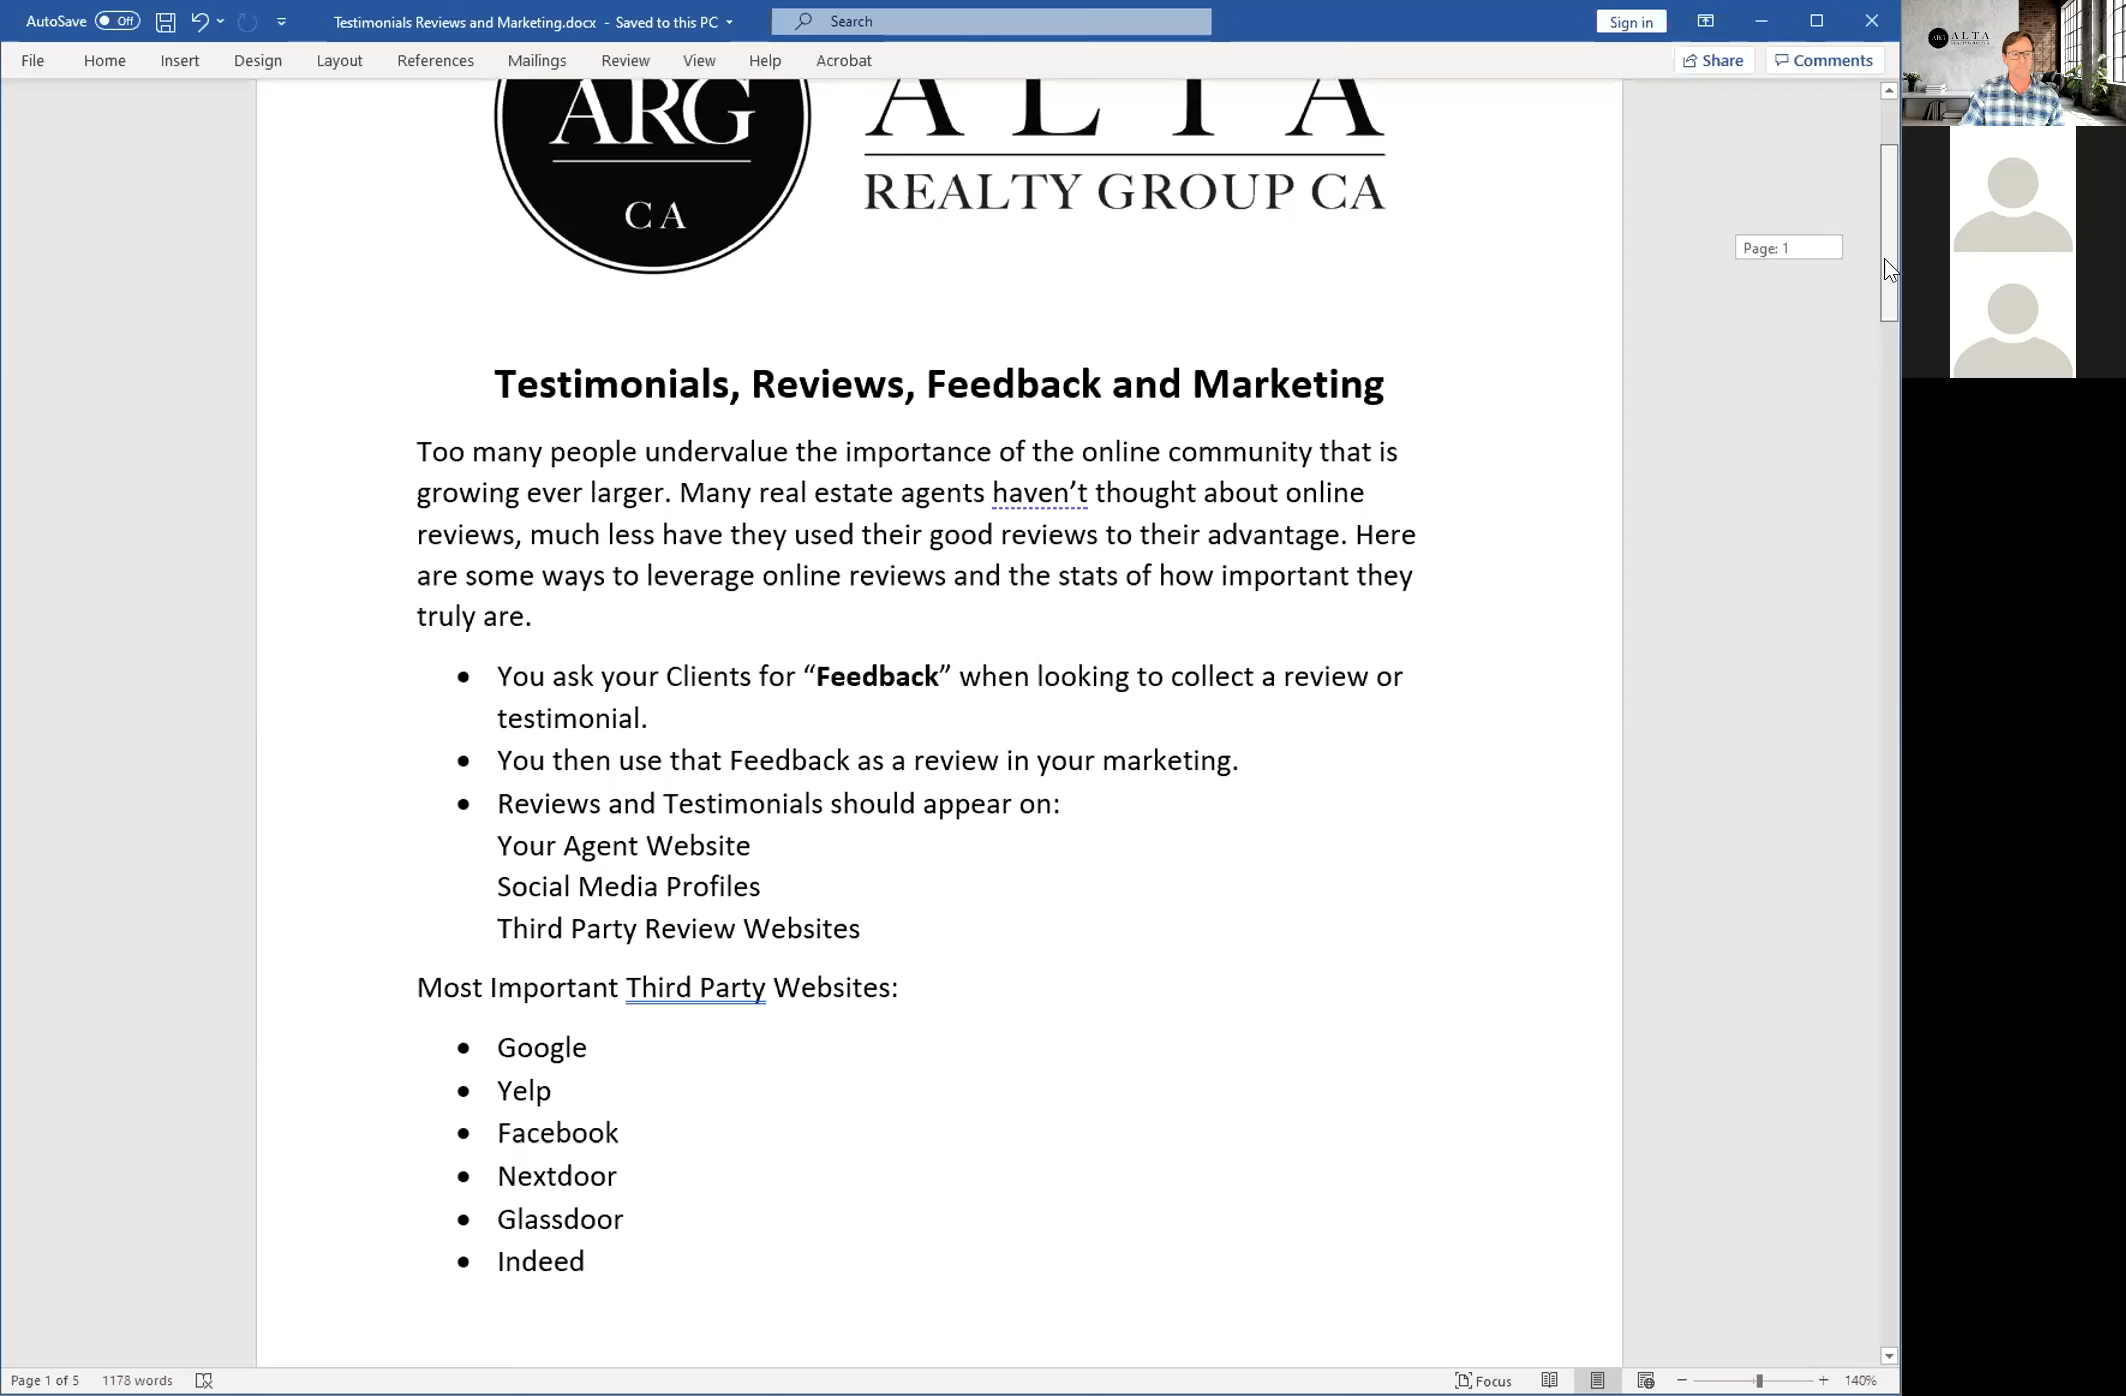 AutoSave Off Testimonials Reviews and Marketing.docx - Saved to this PC Search Sign in
File Home Insert Design Layout References Mailings Review View Help Acrobat Share Comments
ARG
CA
ALTA
REALTY GROUP CA
Page: 1
Testimonials, Reviews, Feedback and Marketing
Too many people undervalue the importance of the online community that is
growing ever larger. Many real estate agents haven’t thought about online
reviews, much less have they used their good reviews to their advantage. Here
are some ways to leverage online reviews and the stats of how important they
truly are.
• You ask your Clients for “Feedback” when looking to collect a review or
testimonial.
• You then use that Feedback as a review in your marketing.
• Reviews and Testimonials should appear on:
Your Agent Website
Social Media Profiles
Third Party Review Websites
Most Important Third Party Websites:
• Google
• Yelp
• Facebook
• Nextdoor
• Glassdoor
• Indeed
Page 1 of 5 1178 words Focus 140%
ARG ALTA